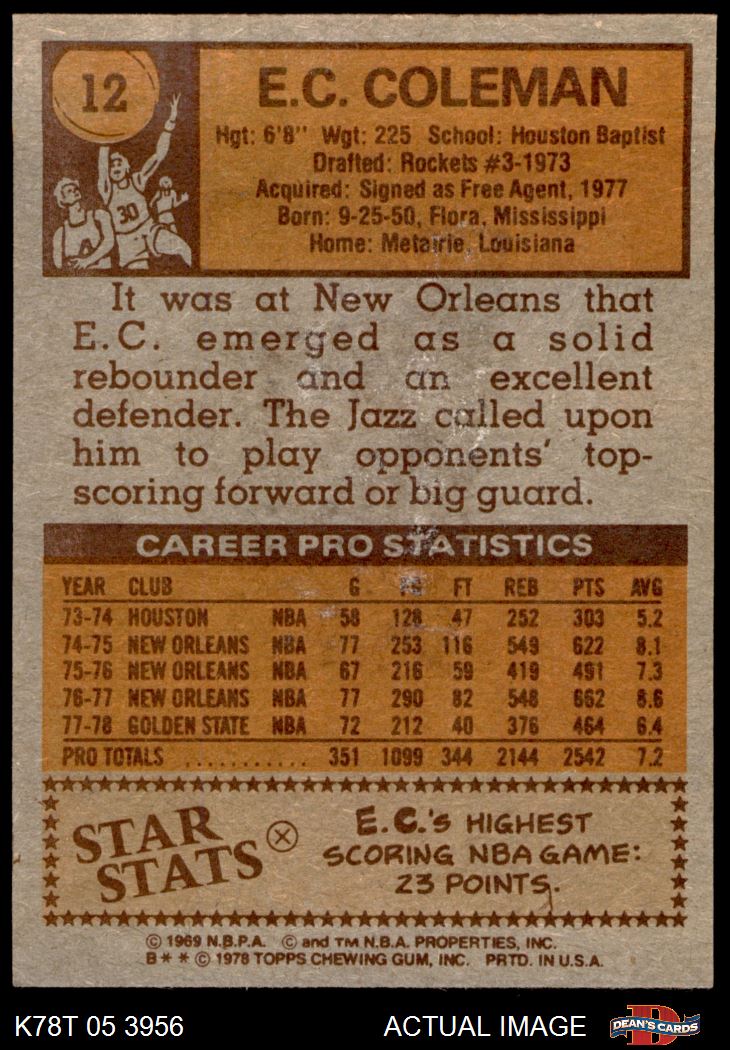 12
E.C. COLEMAN
Hgt: 6'8" Wgt: 225 School: Houston Baptist
Drafted: Rockets #3-1973
Acquired: Signed as Free Agent, 1977
Born: 9-25-50, Flora, Mississippi
Home: Metairie, Louisiana
30
It was at New Orleans that
E.C. emerged as a solid
rebounder and an excellent
defender. The Jazz called upon
him to play opponents' top-
scoring forward or big guard.
CAREER PRO STATISTICS
YEAR CLUB G FG FT REB PTS AVG
73-74 HOUSTON NBA 58 128 47 252 303 5.2
74-75 NEW ORLEANS NBA 77 253 116 549 622 8.1
75-76 NEW ORLEANS NBA 67 216 59 419 491 7.3
76-77 NEW ORLEANS NBA 77 290 82 548 662 8.6
77-78 GOLDEN STATE NBA 72 212 40 376 464 6.4
PRO TOTALS ........... 351 1099 344 2144 2542 7.2
STAR
STATS
E.C.'S HIGHEST
SCORING NBA GAME:
23 POINTS.
© 1969 N.B.P.A. © and TM N.B.A. PROPERTIES, INC.
B** © 1978 TOPPS CHEWING GUM, INC. PRTD. IN U.S.A.
K78T 05 3956 ACTUAL IMAGE
D
DEAN'S CARDS